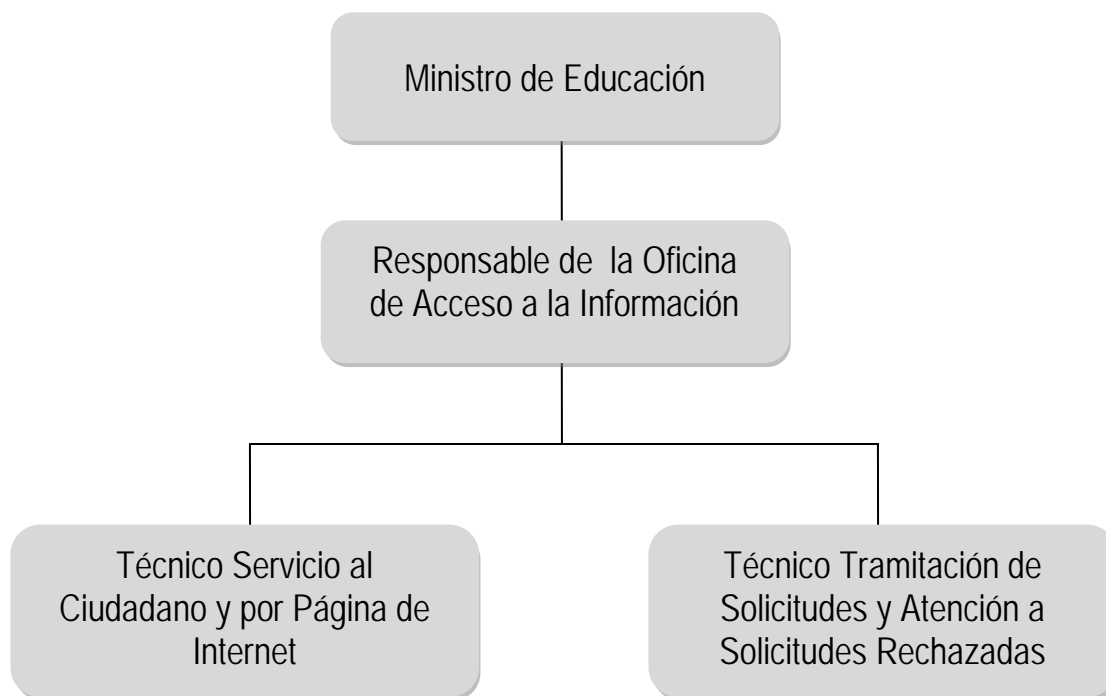 Ministro de Educación
Responsable de la Oficina
de Acceso a la Información
Técnico Servicio al
Ciudadano y por Página de
Internet
Técnico Tramitación de
Solicitudes y Atención a
Solicitudes Rechazadas